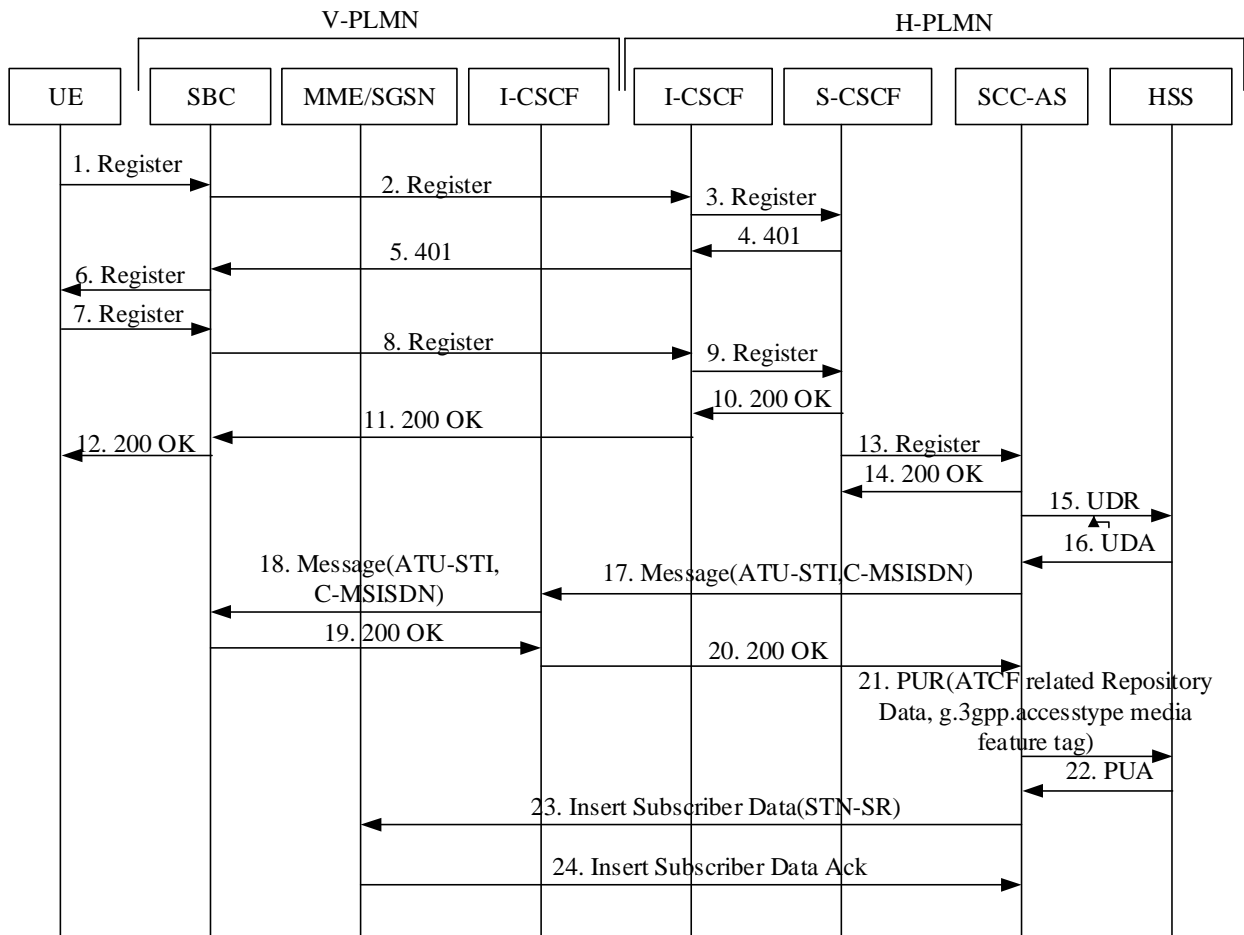 V-PLMN
H-PLMN
UE
SBC
MME/SGSN
I-CSCF
I-CSCF
S-CSCF
SCC-AS
HSS
1. Register
2. Register
3. Register
4. 401
5. 401
6. Register
7. Register
8. Register
9. Register
10. 200 OK
11. 200 OK
12. 200 OK
13. Register
14. 200 OK
15. UDR
16. UDA
17. Message(ATU-STI,C-MSISDN)
18. Message(ATU-STI,
C-MSISDN)
19. 200 OK
20. 200 OK
21. PUR(ATCF related Repository
Data, g.3gpp.accesstype media
feature tag)
22. PUA
23. Insert Subscriber Data(STN-SR)
24. Insert Subscriber Data Ack